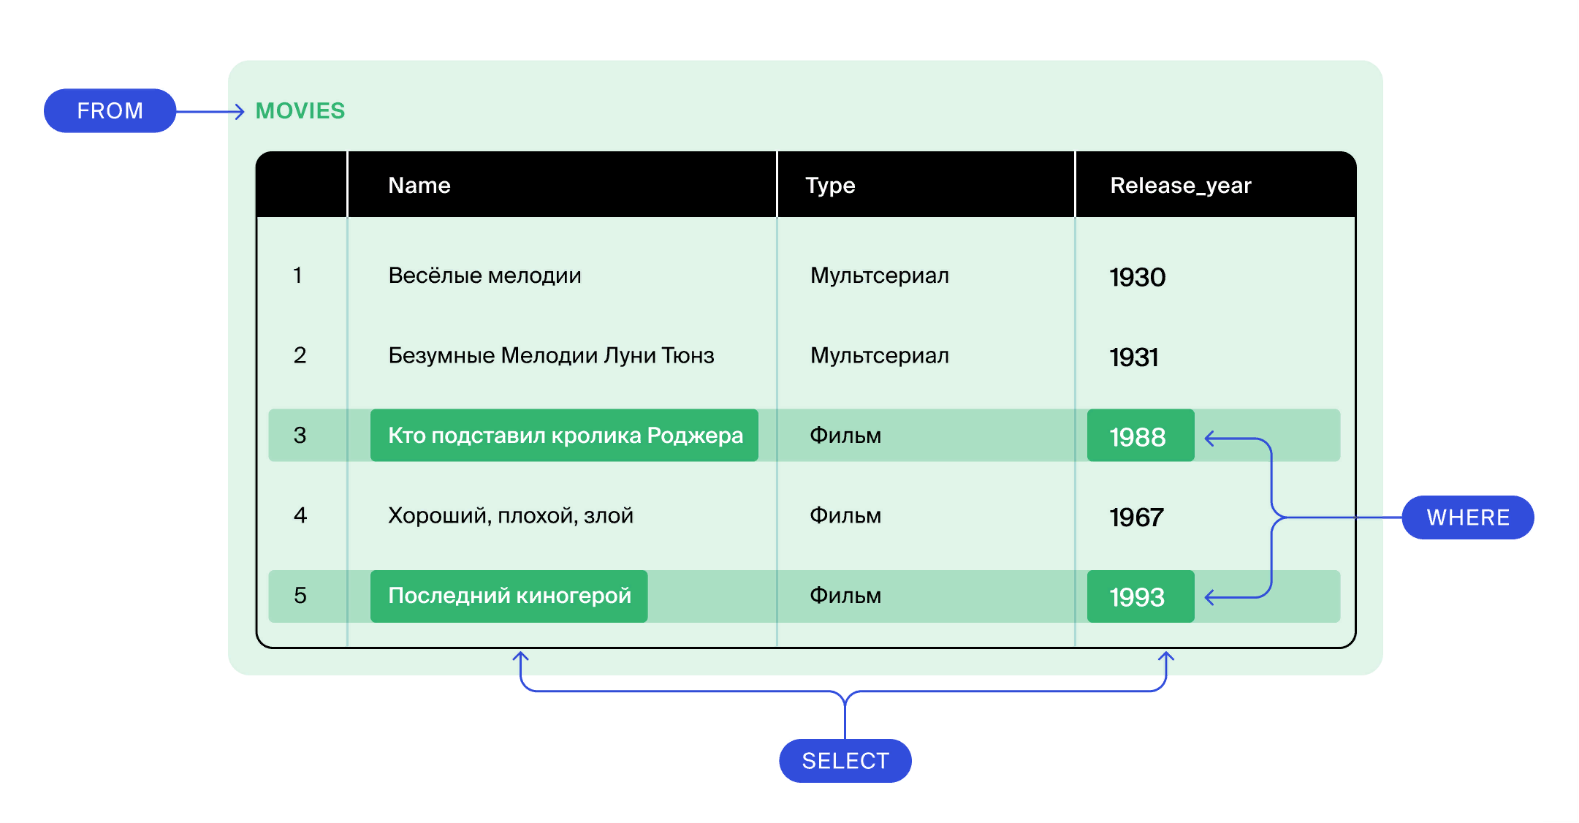 FROM
MOVIES
Name Type Release_year
1 Весёлые мелодии Мультсериал 1930
2 Безумные Мелодии Луни Тюнз Мультсериал 1931
3 Кто подставил кролика Роджера Фильм 1988
4 Хороший, плохой, злой Фильм 1967
WHERE
5 Последний киногерой Фильм 1993
SELECT